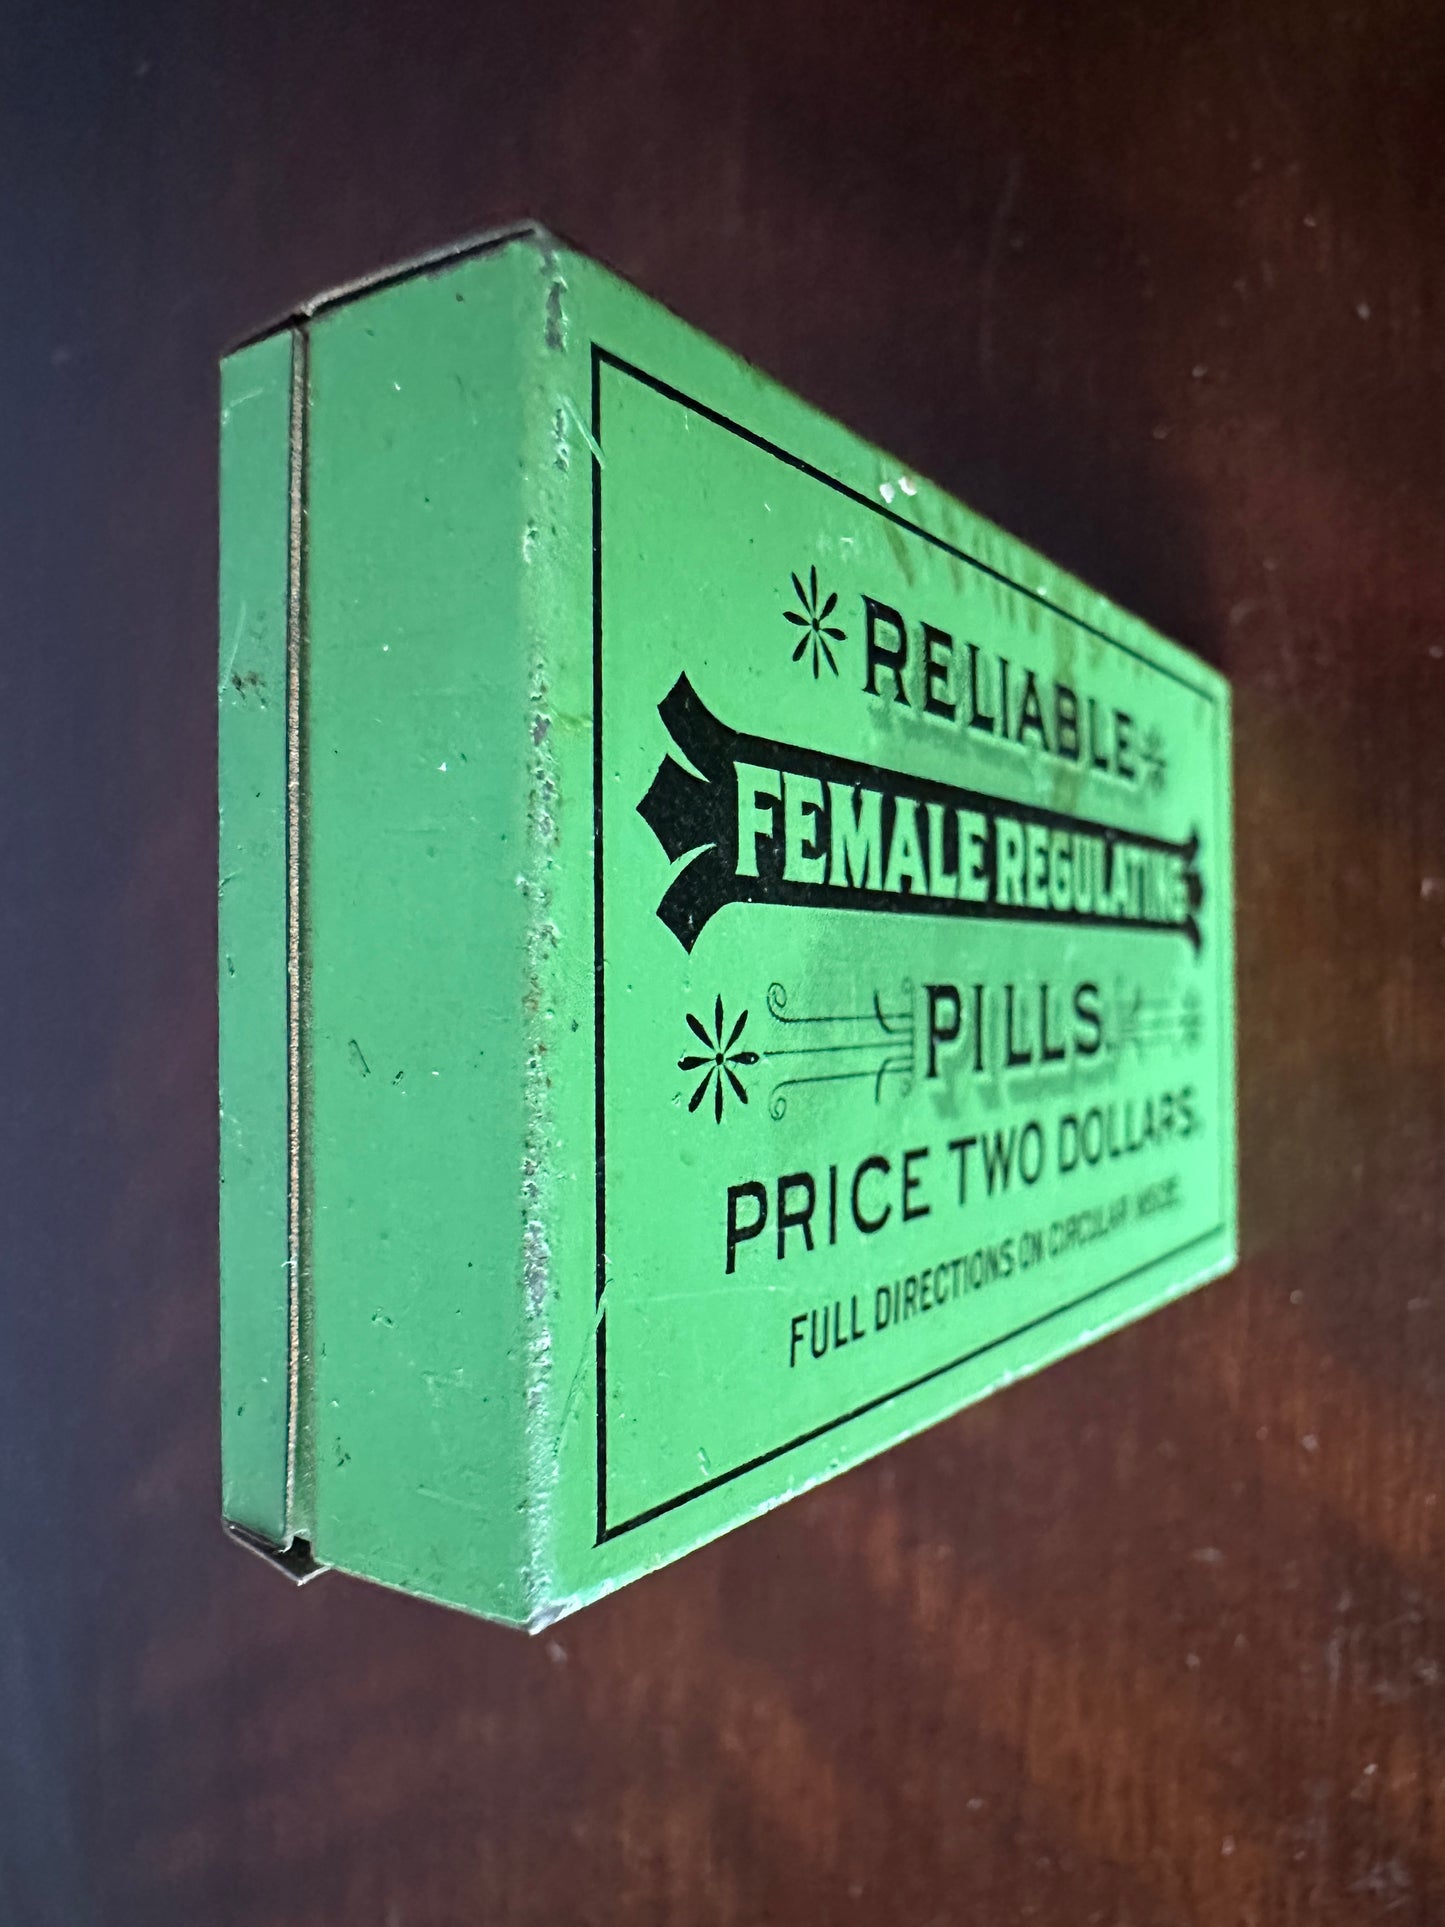 RELIABLE
FEMALE REGULATING
PILLS.
PRICE TWO DOLLARS.
FULL DIRECTIONS ON CIRCULAR INSIDE.